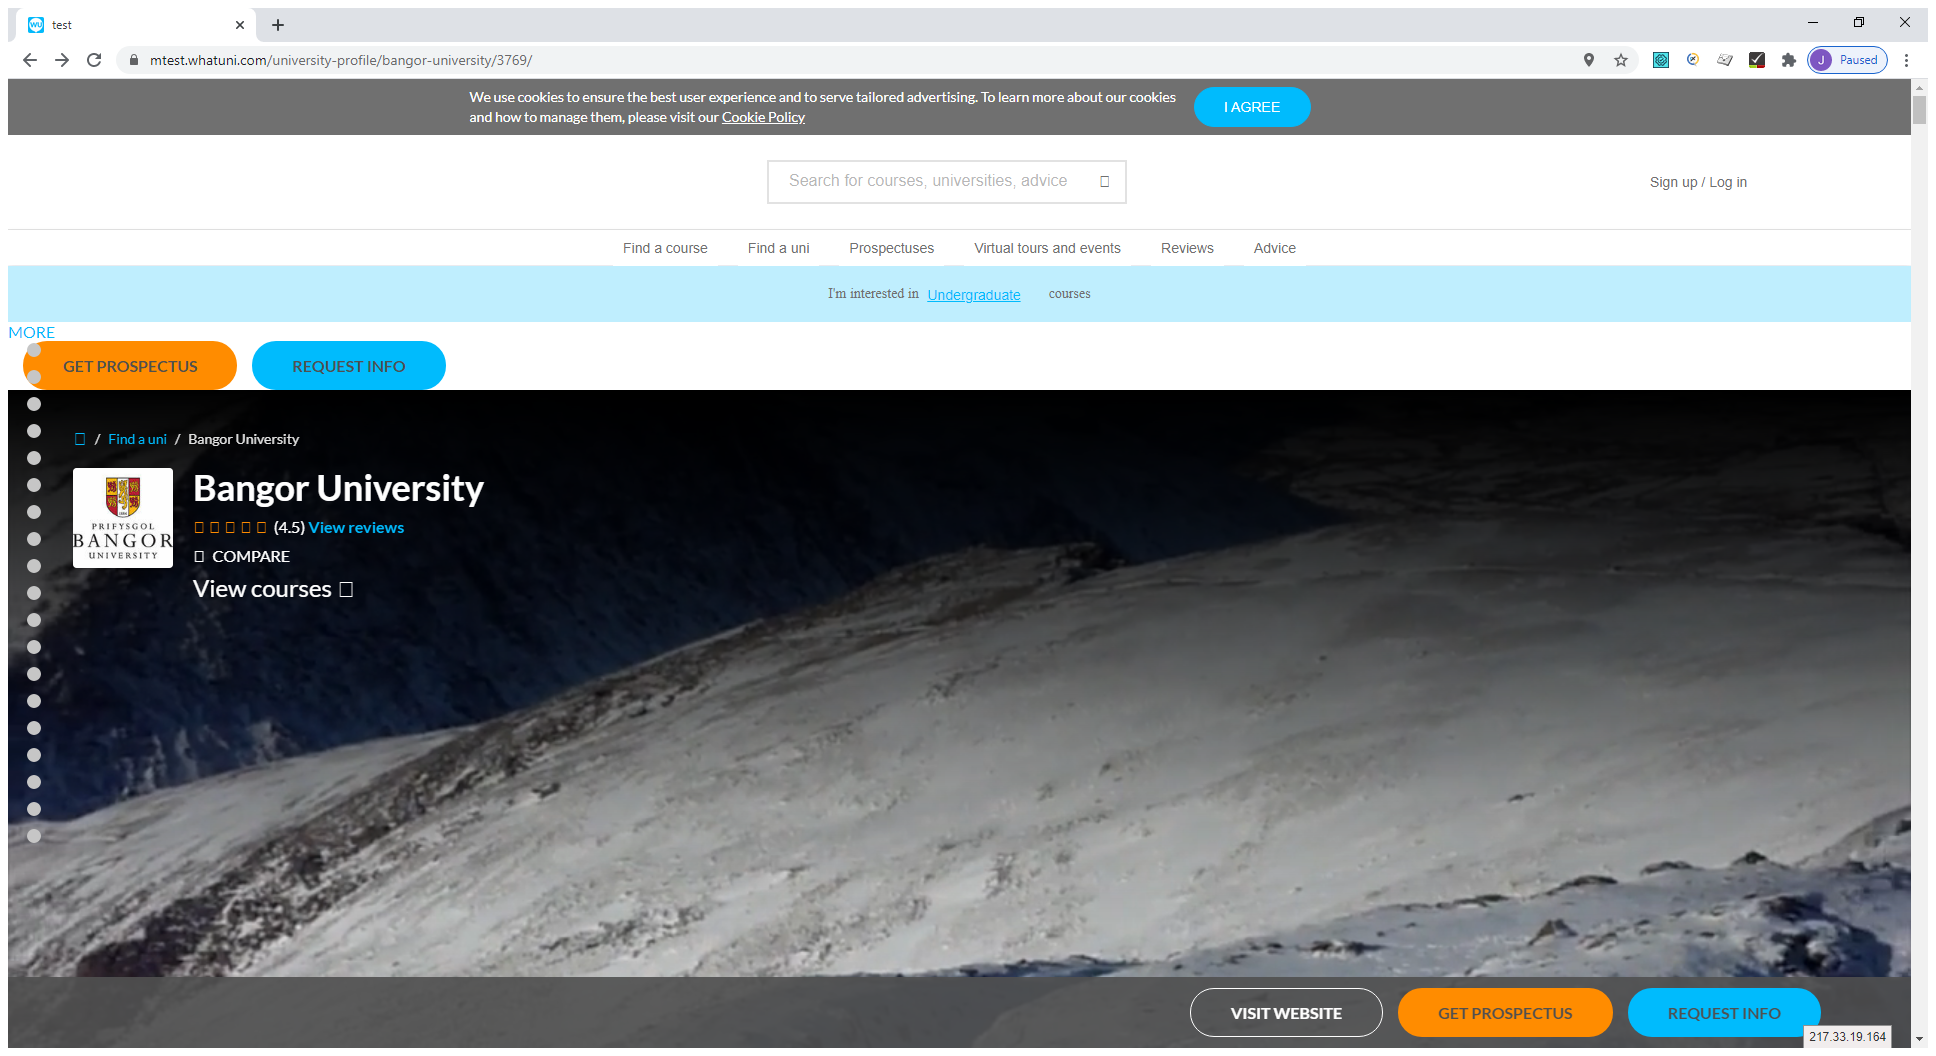 test
mtest.whatuni.com/university-profile/bangor-university/3769/
J Paused
We use cookies to ensure the best user experience and to serve tailored advertising. To learn more about our cookies
and how to manage them, please visit our Cookie Policy
I AGREE
Search for courses, universities, advice
Sign up / Log in
Find a course Find a uni Prospectuses Virtual tours and events Reviews Advice
I'm interested in Undergraduate courses
MORE
GET PROSPECTUS REQUEST INFO
/ Find a uni / Bangor University
PRIFYSGOL
BANGOR
UNIVERSITY
Bangor University
(4.5) View reviews
COMPARE
View courses
VISIT WEBSITE GET PROSPECTUS REQUEST INFO
217.33.19.164